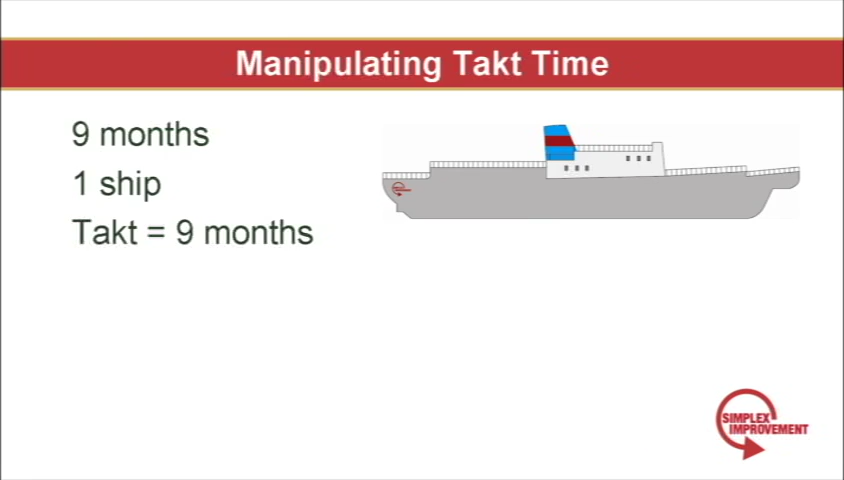 Manipulating Takt Time
9 months
1 ship
Takt = 9 months
SIMPLEX
IMPROVEMENT